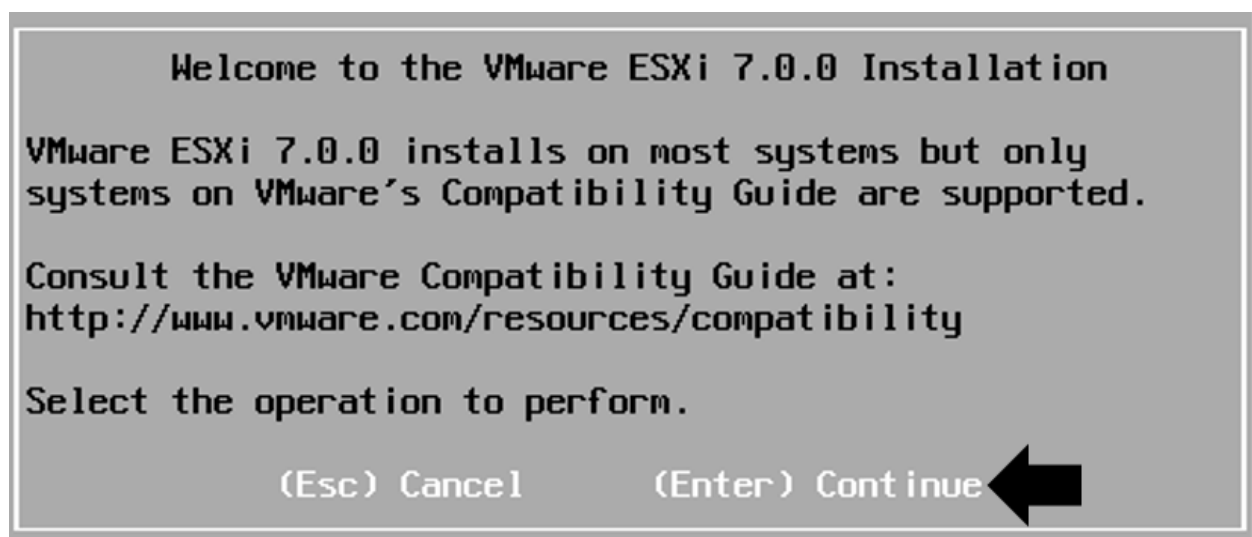 Welcome to the VMware ESXi 7.0.0 Installation
VMware ESXi 7.0.0 installs on most systems but only
systems on VMware's Compatibility Guide are supported.
Consult the VMware Compatibility Guide at:
http://www.vmware.com/resources/compatibility
Select the operation to perform.
(Esc) Cancel (Enter) Continue